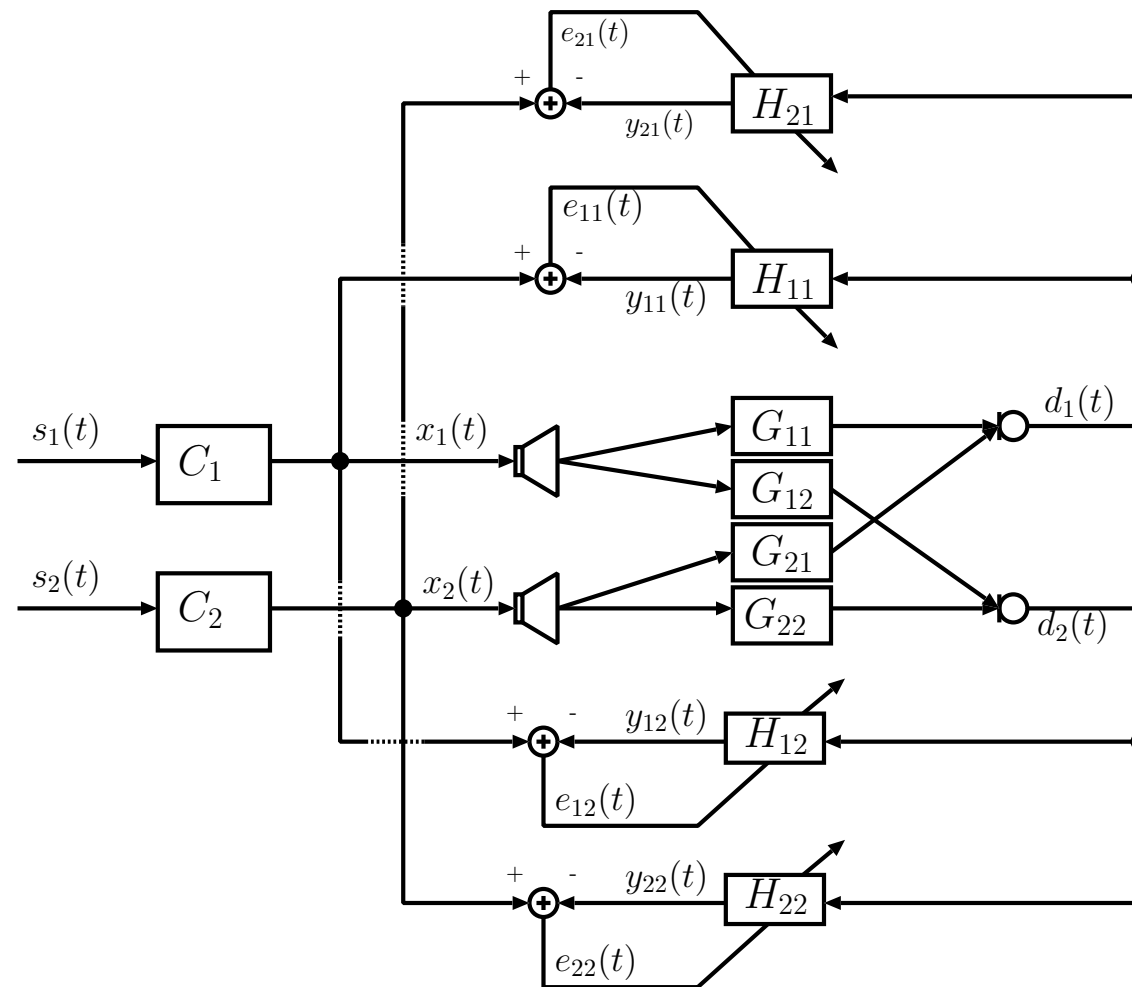 e₂₁(t)
+ -
H₂₁
y₂₁(t)
e₁₁(t)
+ -
H₁₁
y₁₁(t)
s₁(t)
C₁
x₁(t)
G₁₁
d₁(t)
G₁₂
G₂₁
s₂(t)
C₂
x₂(t)
G₂₂
d₂(t)
+ -
y₁₂(t)
H₁₂
e₁₂(t)
+ -
y₂₂(t)
H₂₂
e₂₂(t)